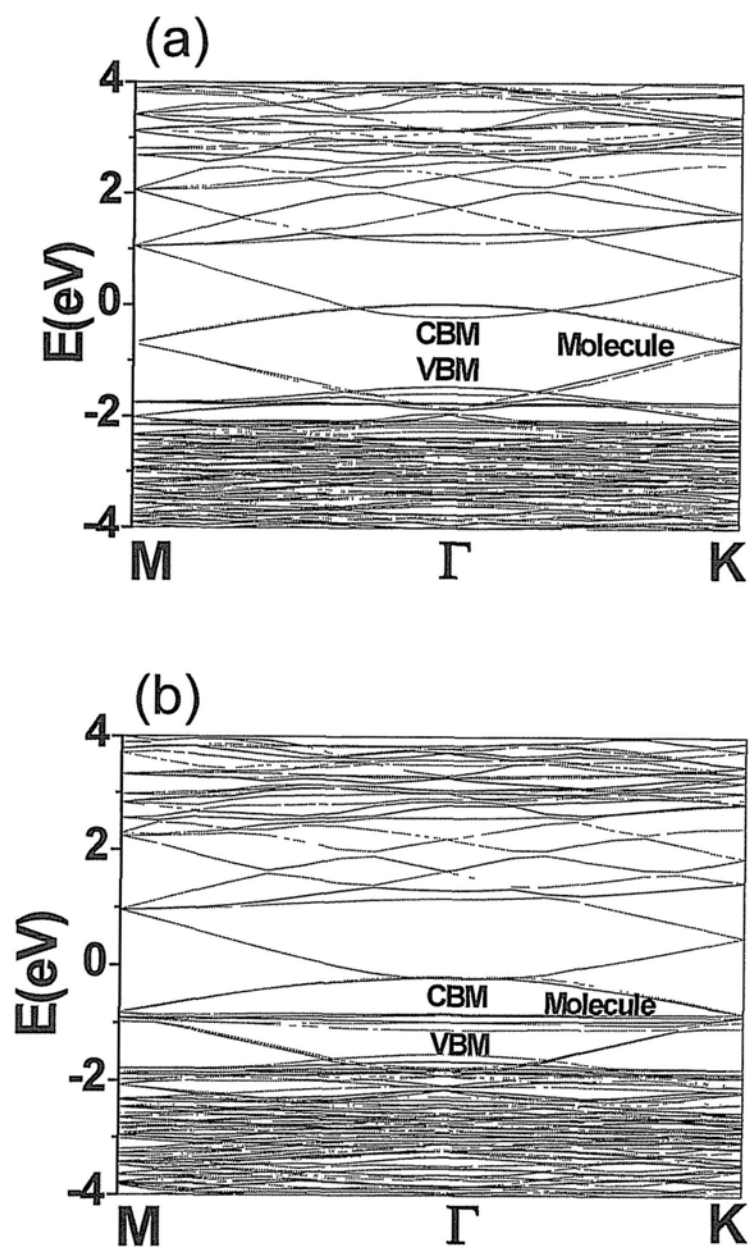 (a)
4
2
0
-2
-4
E(eV)
CBM
VBM
Molecule
M Γ K
(b)
4
2
0
-2
-4
E(eV)
CBM
Molecule
VBM
M Γ K